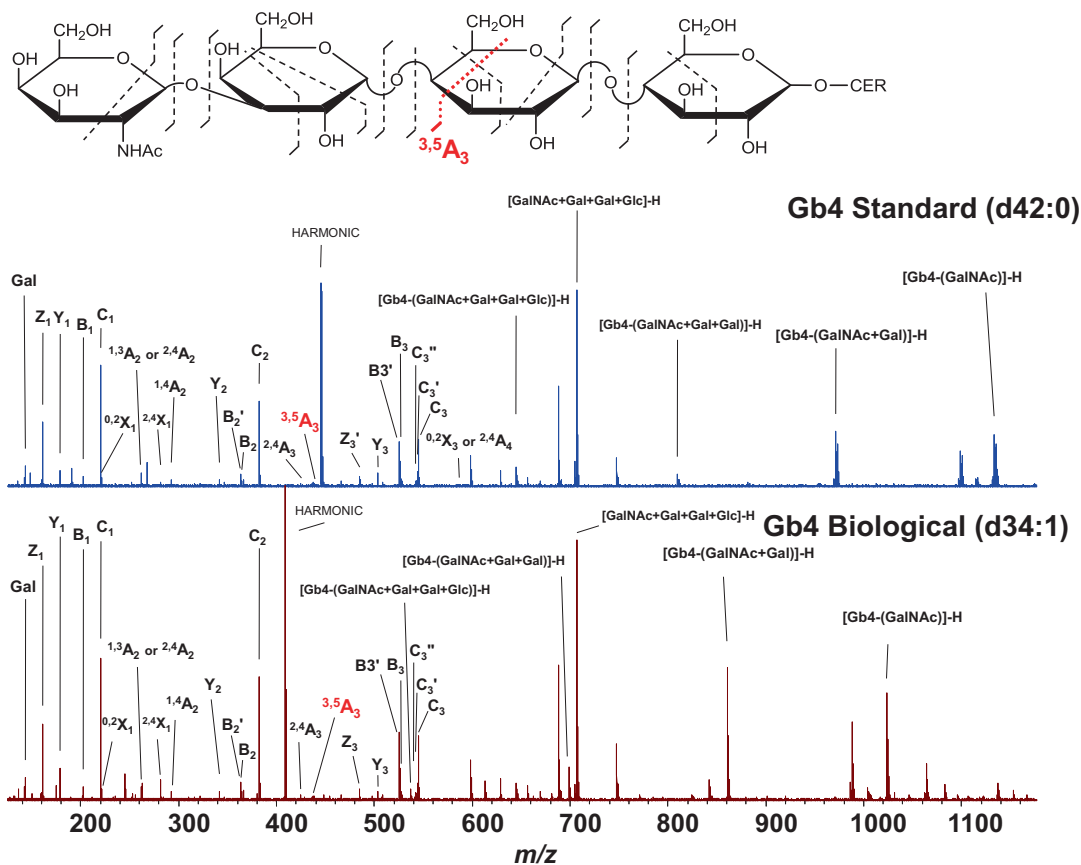 CH₂OH
CH₂OH
CH₂OH
CH₂OH
OH
O
OH
O
O
O
OH
O
OH
O
OH
O
OH
O
O—CER
NHAc
OH
OH
OH
³,⁵A₃
Gb4 Standard (d42:0)
[GalNAc+Gal+Gal+Glc]-H
HARMONIC
[Gb4-(GalNAc)]-H
Gal
[Gb4-(GalNAc+Gal+Gal+Glc)]-H
[Gb4-(GalNAc+Gal+Gal)]-H
[Gb4-(GalNAc+Gal)]-H
Z₁ Y₁ B₁ C₁
¹,³A₂ or ²,⁴A₂
¹,⁴A₂
⁰,²X₁ ²,⁴X₁
Y₂
B₂' B₂
C₂
³,⁵A₃
²,⁴A₃
Z₃' Y₃
B3' B₃ C₃''
C₃'
C₃
⁰,²X₃ or ²,⁴A₄
Gb4 Biological (d34:1)
HARMONIC
[GalNAc+Gal+Gal+Glc]-H
[Gb4-(GalNAc+Gal)]-H
[Gb4-(GalNAc+Gal+Gal)]-H
[Gb4-(GalNAc+Gal+Gal+Glc)]-H
[Gb4-(GalNAc)]-H
Gal
Z₁ Y₁ B₁ C₁
¹,³A₂ or ²,⁴A₂
¹,⁴A₂
⁰,²X₁ ²,⁴X₁
Y₂
B₂' B₂
C₂
³,⁵A₃
²,⁴A₃
Z₃ Y₃
B3' B₃ C₃''
C₃'
C₃
200 300 400 500 600 700 800 900 1000 1100
m/z